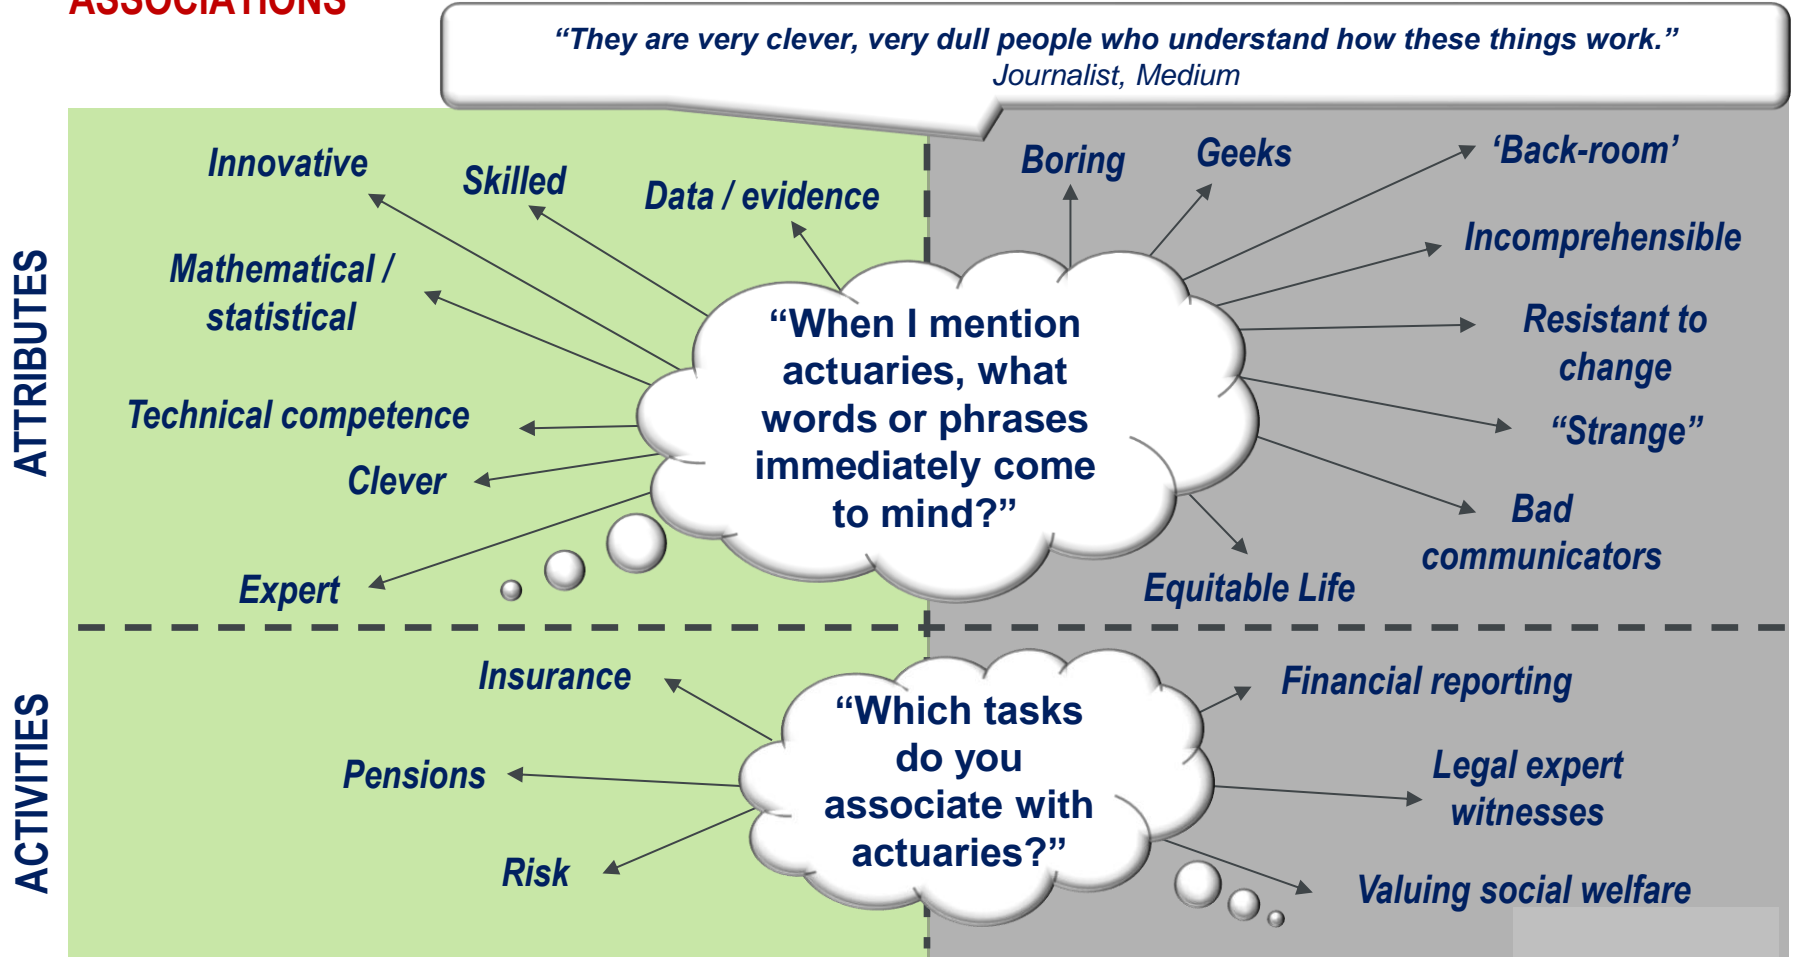 ASSOCIATIONS
“They are very clever, very dull people who understand how these things work.”
Journalist, Medium
ATTRIBUTES
Innovative
Skilled
Data / evidence
Mathematical /
statistical
Technical competence
Clever
Expert
“When I mention
actuaries, what
words or phrases
immediately come
to mind?”
Boring
Geeks
‘Back-room’
Incomprehensible
Resistant to
change
“Strange”
Bad
communicators
Equitable Life
ACTIVITIES
Insurance
Pensions
Risk
“Which tasks
do you
associate with
actuaries?”
Financial reporting
Legal expert
witnesses
Valuing social welfare